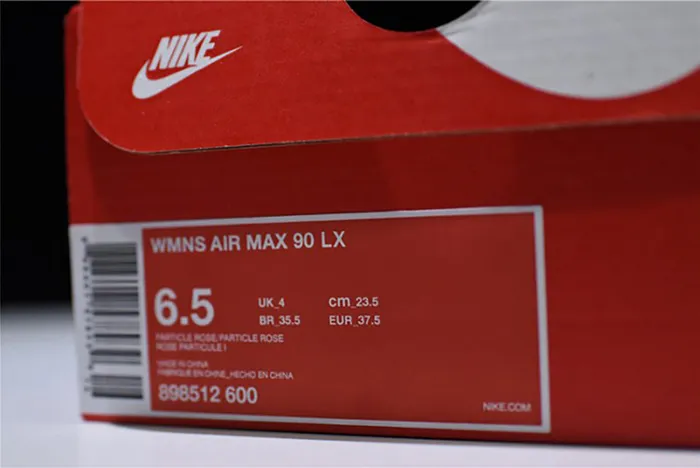 NIKE
WMNS AIR MAX 90 LX
6.5
UK_4 cm_23.5
BR_35.5 EUR_37.5
PARTICLE ROSE/PARTICLE ROSE
ROSE PARTICULE I
MADE IN CHINA
FABRIQUE EN CHINE_HECHO EN CHINA
898512 600
NIKE.COM